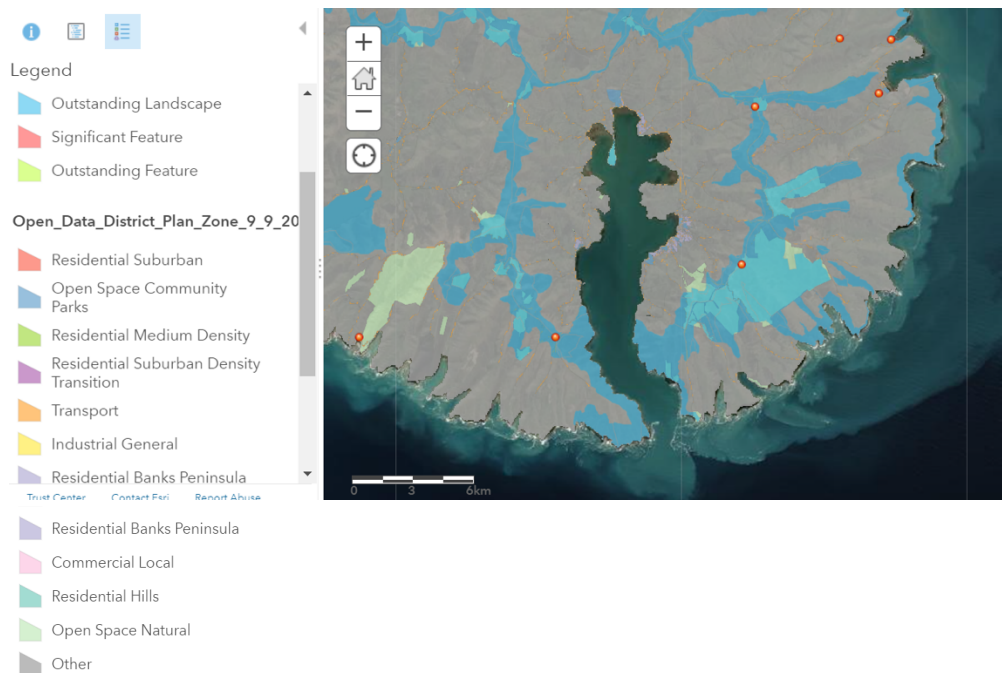 Legend
Outstanding Landscape
Significant Feature
Outstanding Feature
Open_Data_District_Plan_Zone_9_9_20
Residential Suburban
Open Space Community
Parks
Residential Medium Density
Residential Suburban Density
Transition
Transport
Industrial General
Residential Banks Peninsula
Trust Center Contact Esri Report Abuse
Residential Banks Peninsula
Commercial Local
Residential Hills
Open Space Natural
Other
+
−
0 3 6km